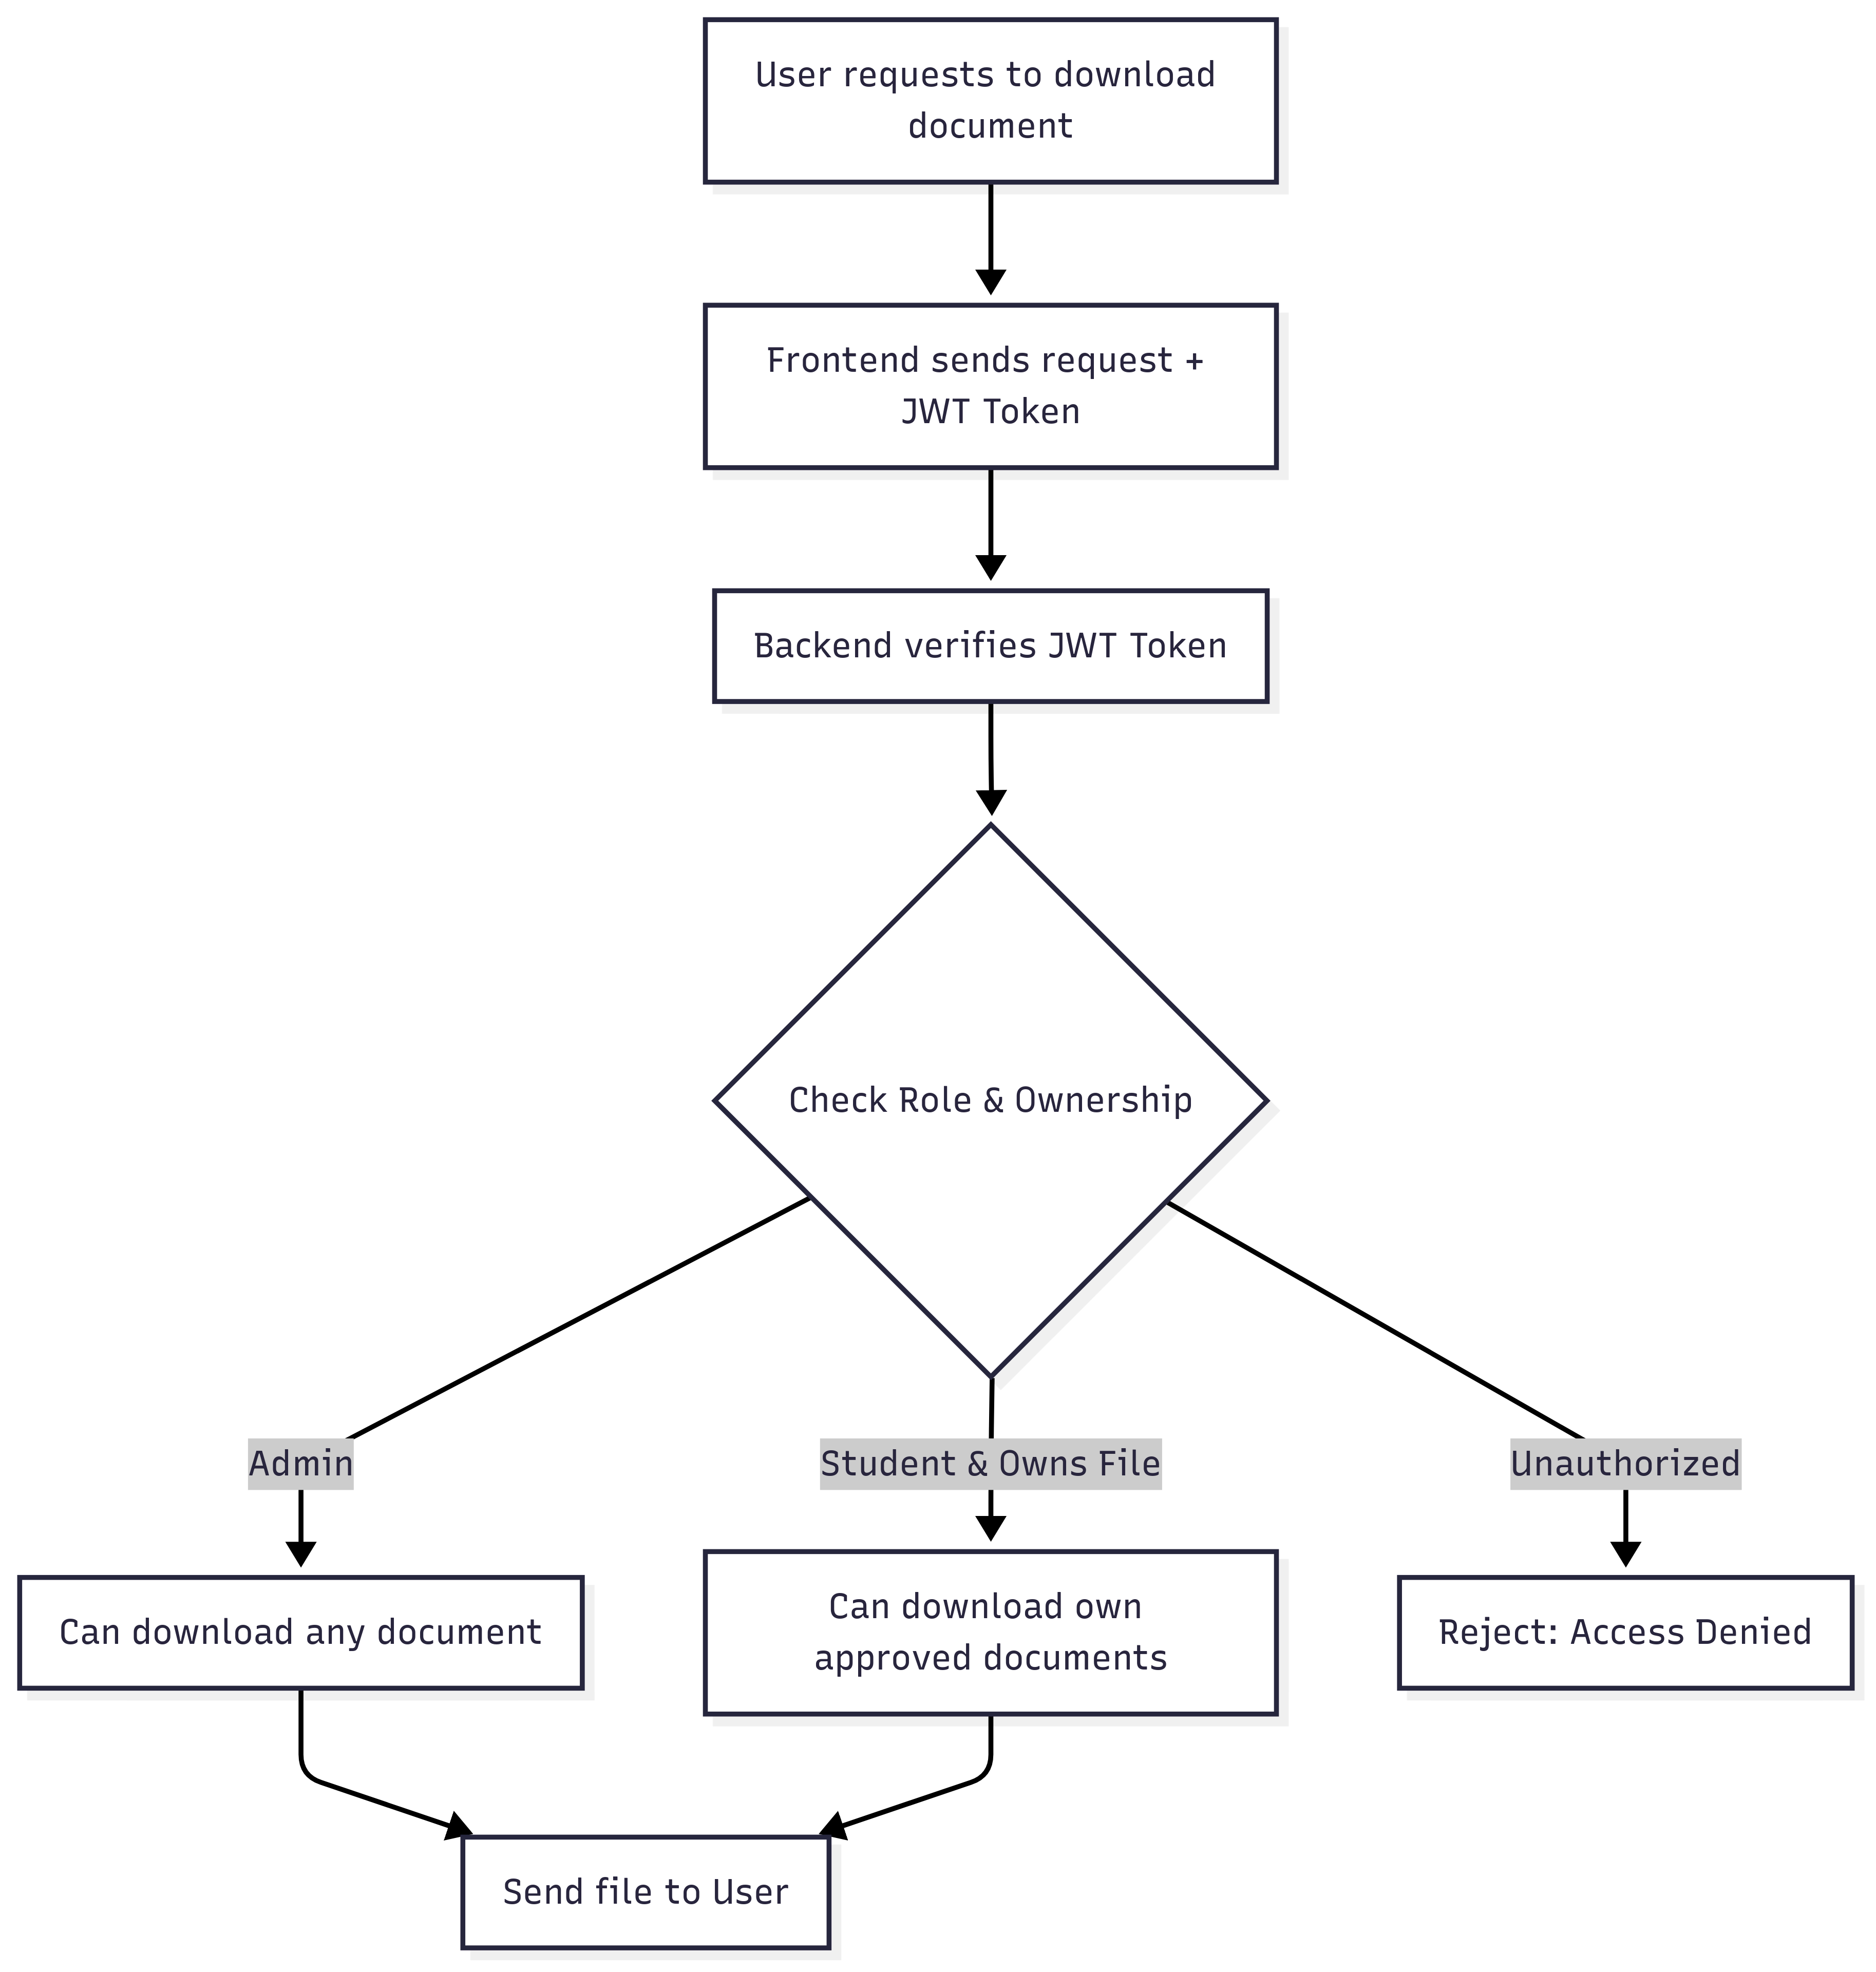 User requests to download
document
Frontend sends request +
JWT Token
Backend verifies JWT Token
Check Role & Ownership
Admin
Student & Owns File
Unauthorized
Can download any document
Can download own
approved documents
Reject: Access Denied
Send file to User